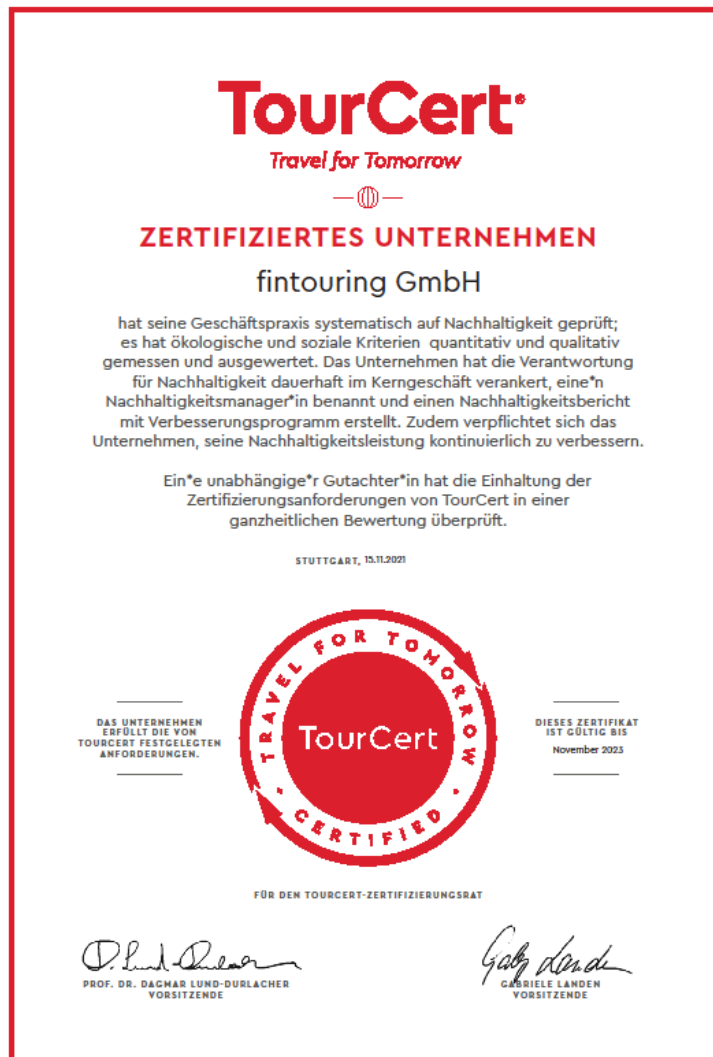 TourCert®
Travel for Tomorrow
ZERTIFIZIERTES UNTERNEHMEN
fintouring GmbH
hat seine Geschäftspraxis systematisch auf Nachhaltigkeit geprüft;
es hat ökologische und soziale Kriterien quantitativ und qualitativ
gemessen und ausgewertet. Das Unternehmen hat die Verantwortung
für Nachhaltigkeit dauerhaft im Kerngeschäft verankert, eine*n
Nachhaltigkeitsmanager*in benannt und einen Nachhaltigkeitsbericht
mit Verbesserungsprogramm erstellt. Zudem verpflichtet sich das
Unternehmen, seine Nachhaltigkeitsleistung kontinuierlich zu verbessern.
Ein*e unabhängige*r Gutachter*in hat die Einhaltung der
Zertifizierungsanforderungen von TourCert in einer
ganzheitlichen Bewertung überprüft.
STUTTGART, 15.11.2021
DAS UNTERNEHMEN
ERFÜLLT DIE VON
TOURCERT FESTGELEGTEN
ANFORDERUNGEN.
TRAVEL FOR TOMORROW
TourCert
· CERTIFIED ·
DIESES ZERTIFIKAT
IST GÜLTIG BIS
November 2023
FÜR DEN TOURCERT-ZERTIFIZIERUNGSRAT
D. Lund-Durlacher
PROF. DR. DAGMAR LUND-DURLACHER
VORSITZENDE
Gaby Landen
GABRIELE LANDEN
VORSITZENDE